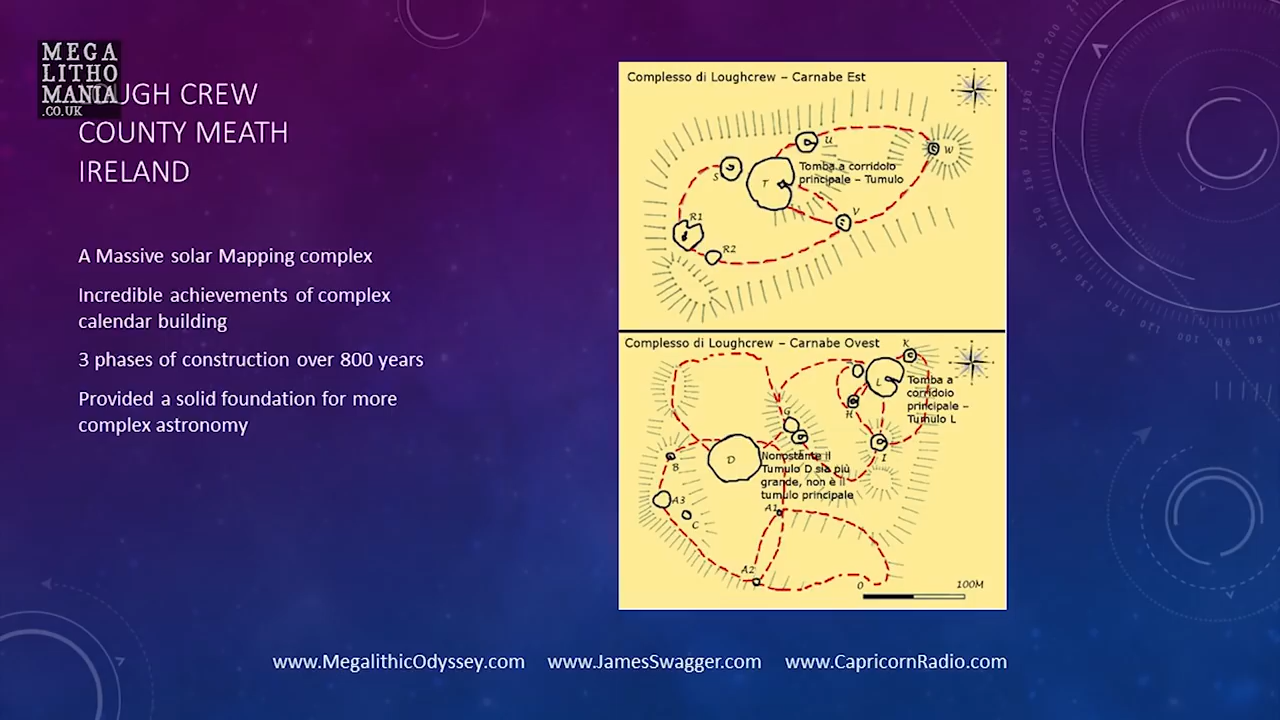 MEGA
LITHO
MANIA
.CO.UK
UGH CREW
COUNTY MEATH
IRELAND
A Massive solar Mapping complex
Incredible achievements of complex
calendar building
3 phases of construction over 800 years
Provided a solid foundation for more
complex astronomy
Complesso di Loughcrew – Carnabe Est
U
W
S
T
Tomba a corridoio
principale – Tumulo
R1
V
R2
Complesso di Loughcrew – Carnabe Ovest
K
L
Tomba a
corridoio
principale –
Tumulo L
H
G
I
B
D
Nonostante il
Tumulo D sia più
grande, non è il
tumulo principale
A3
C
A1
A2
0 100M
www.MegalithicOdyssey.com www.JamesSwagger.com www.CapricornRadio.com